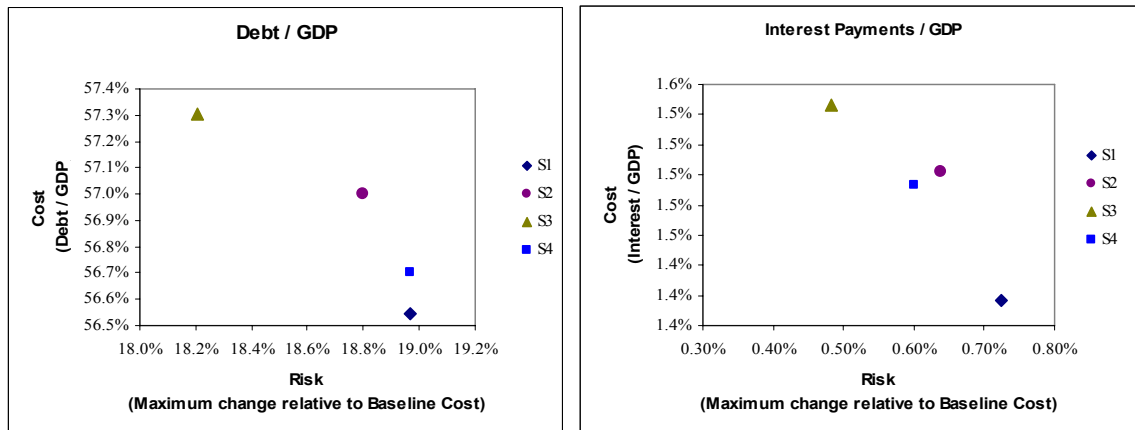 Debt / GDP
57.4%
57.3%
57.2%
57.1%
57.0%
56.9%
56.8%
56.7%
56.6%
56.5%
18.0% 18.2% 18.4% 18.6% 18.8% 19.0% 19.2%
Cost
(Debt / GDP
Risk
(Maximum change relative to Baseline Cost)
S1
S2
S3
S4
Interest Payments / GDP
1.6%
1.5%
1.5%
1.5%
1.5%
1.5%
1.4%
1.4%
1.4%
0.30% 0.40% 0.50% 0.60% 0.70% 0.80%
Cost
(Interest / GDP)
Risk
(Maximum change relative to Baseline Cost)
S1
S2
S3
S4